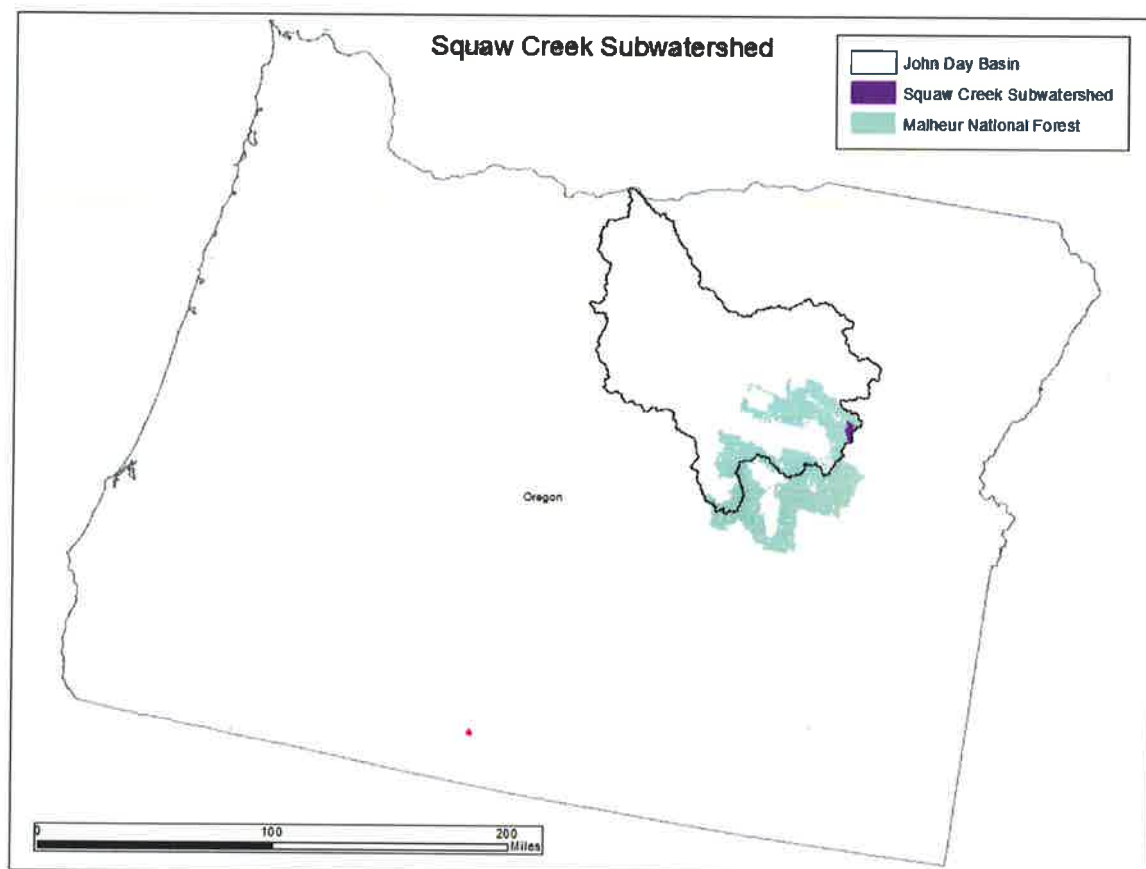 Squaw Creek Subwatershed
John Day Basin
Squaw Creek Subwatershed
Malheur National Forest
Oregon
0 100 200
Miles